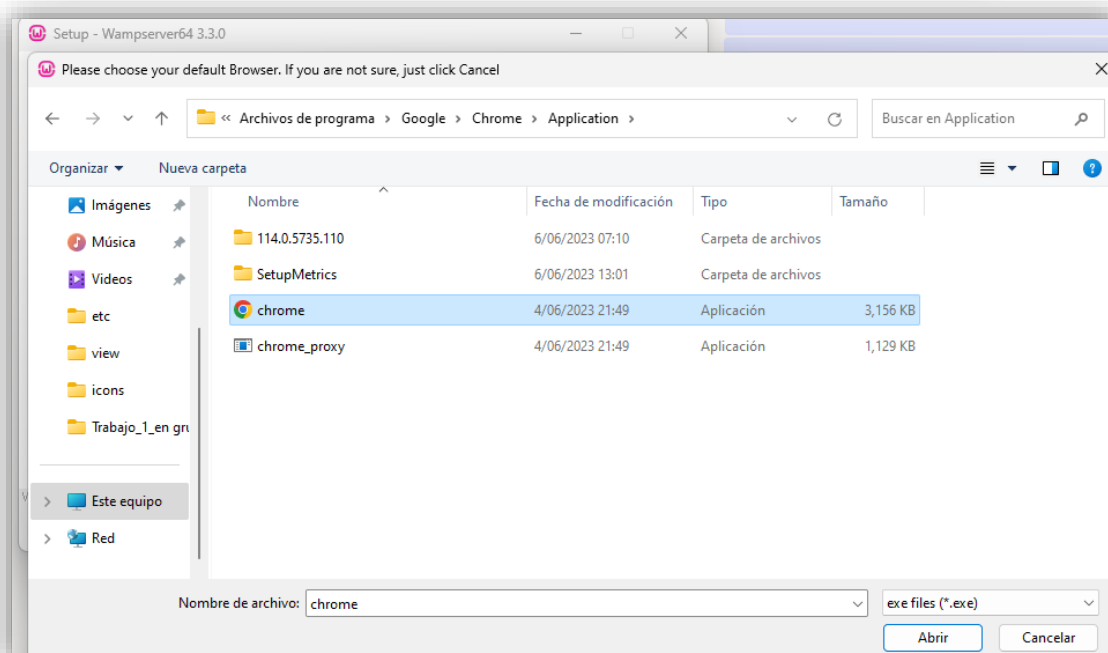 Setup - Wampserver64 3.3.0
Please choose your default Browser. If you are not sure, just click Cancel
« Archivos de programa > Google > Chrome > Application >
Buscar en Application
Organizar Nueva carpeta
Nombre Fecha de modificación Tipo Tamaño
Imágenes
Música
Videos
etc
view
icons
Trabajo_1_en gru
Este equipo
Red
114.0.5735.110 6/06/2023 07:10 Carpeta de archivos
SetupMetrics 6/06/2023 13:01 Carpeta de archivos
chrome 4/06/2023 21:49 Aplicación 3,156 KB
chrome_proxy 4/06/2023 21:49 Aplicación 1,129 KB
Nombre de archivo: chrome
exe files (*.exe)
Abrir Cancelar